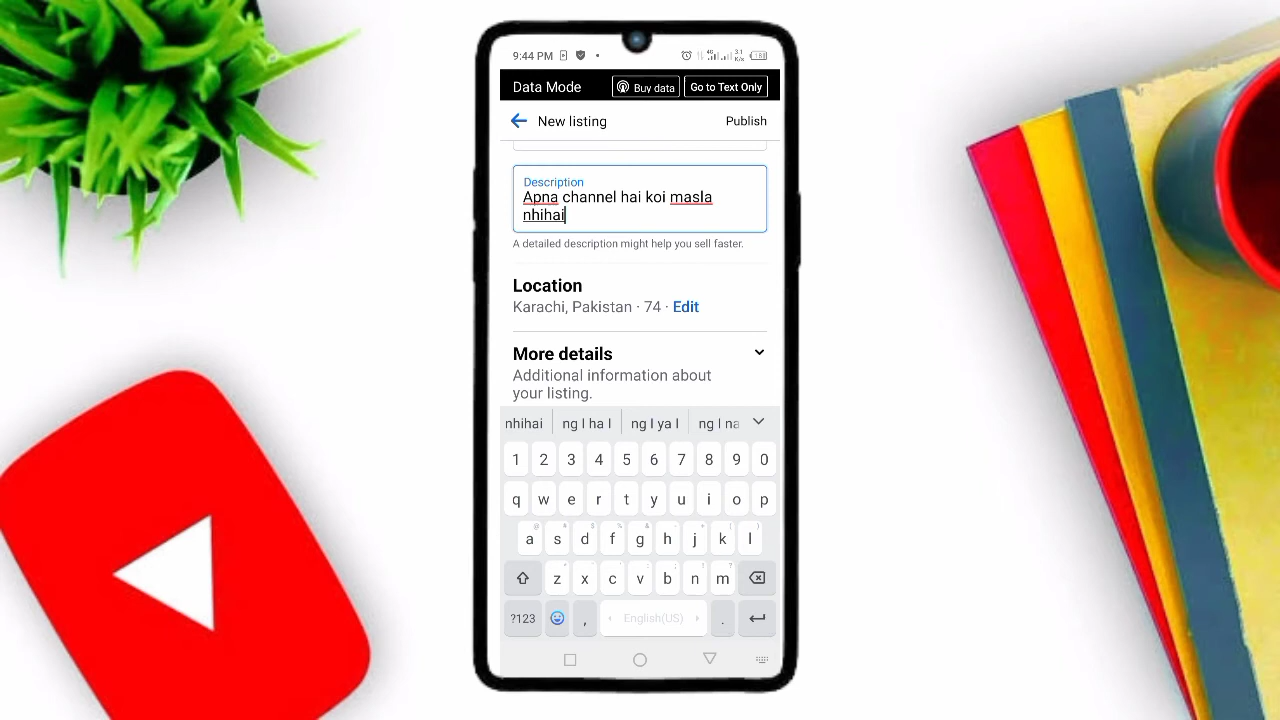 9:44 PM
Data Mode
Buy data
Go to Text Only
New listing
Publish
Description
Apna channel hai koi masla
nhihai
A detailed description might help you sell faster.
Location
Karachi, Pakistan · 74 · Edit
More details
Additional information about
your listing.
nhihai ng I ha I ng I ya I ng I na
1 2 3 4 5 6 7 8 9 0
q w e r t y u i o p
a s d f g h j k l
z x c v b n m
?123 , English(US) .